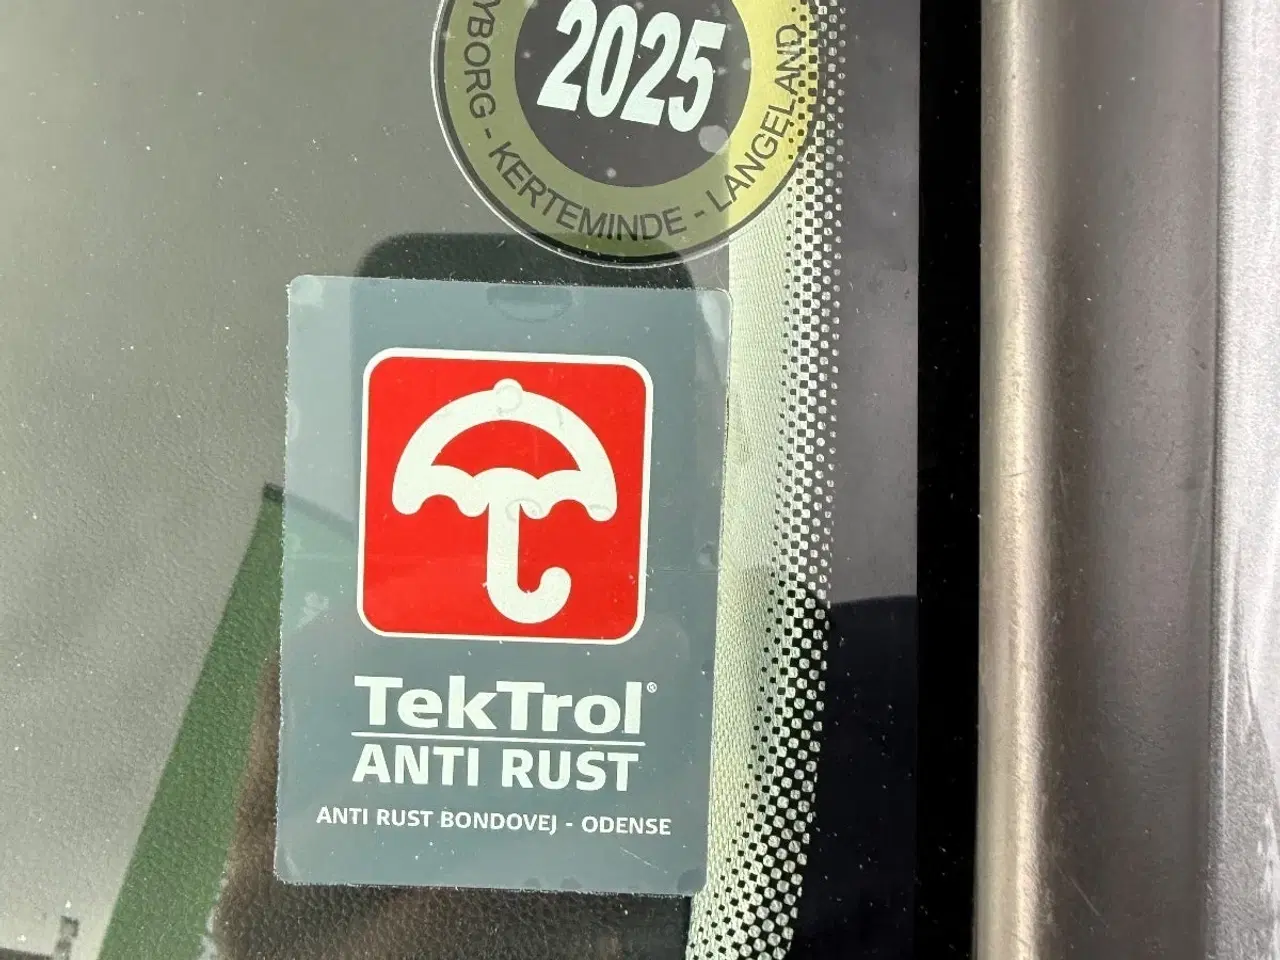 2025
YBORG - KERTEMINDE - LANGELAND
TekTrol®
ANTI RUST
ANTI RUST BONDOVEJ - ODENSE